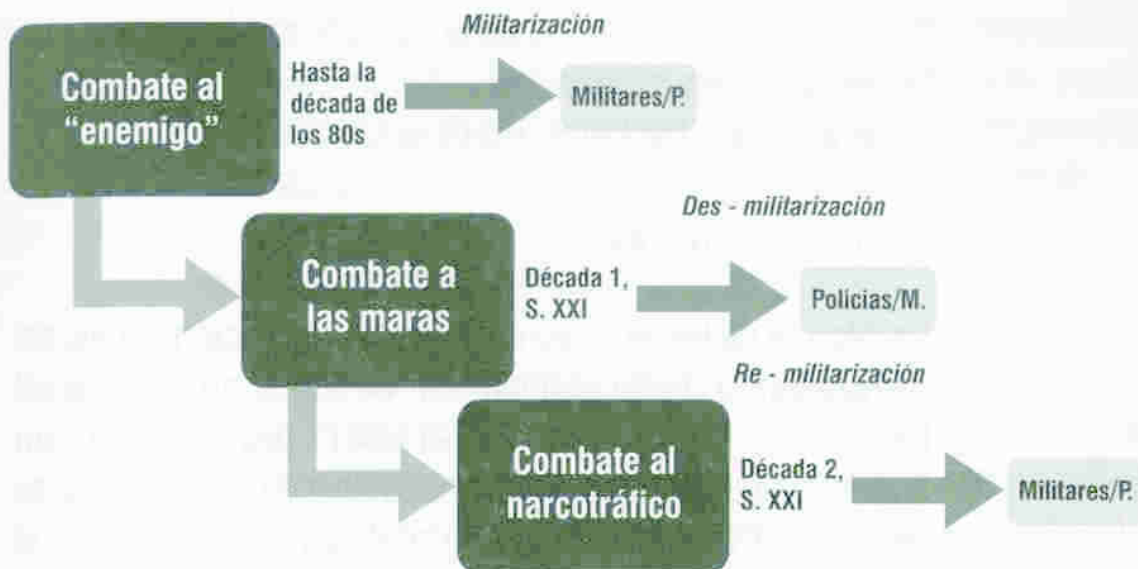 Militarización
Combate al
“enemigo”
Hasta la
década de
los 80s
Militares/P.
Des - militarización
Combate a
las maras
Década 1,
S. XXI
Policias/M.
Re - militarización
Combate al
narcotráfico
Década 2,
S. XXI
Militares/P.